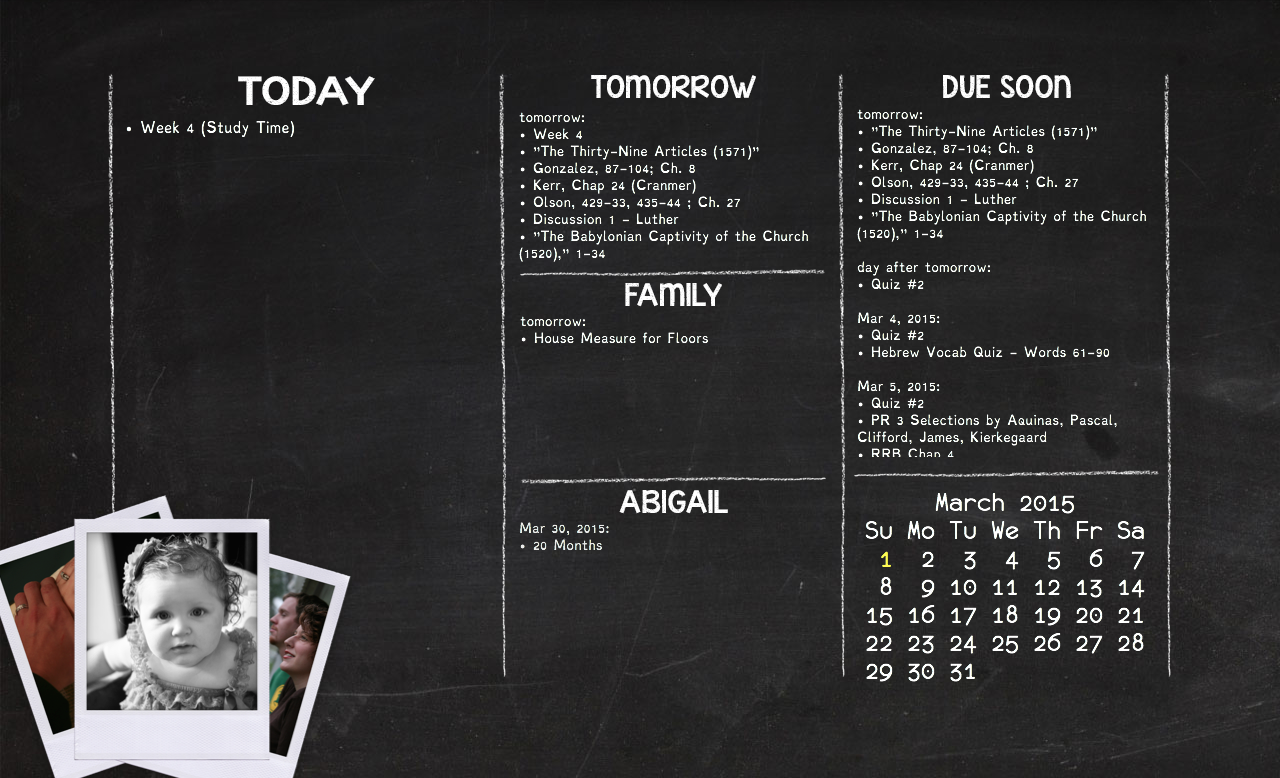 TODAY
• Week 4 (Study Time)
TOMORROW
tomorrow:
• Week 4
• "The Thirty-Nine Articles (1571)"
• Gonzalez, 87-104; Ch. 8
• Kerr, Chap 24 (Cranmer)
• Olson, 429-33, 435-44 ; Ch. 27
• Discussion 1 - Luther
• "The Babylonian Captivity of the Church
(1520)," 1-34
FAMILY
tomorrow:
• House Measure for Floors
ABIGAIL
Mar 30, 2015:
• 20 Months
DUE SOON
tomorrow:
• "The Thirty-Nine Articles (1571)"
• Gonzalez, 87-104; Ch. 8
• Kerr, Chap 24 (Cranmer)
• Olson, 429-33, 435-44 ; Ch. 27
• Discussion 1 - Luther
• "The Babylonian Captivity of the Church
(1520)," 1-34
day after tomorrow:
• Quiz #2
Mar 4, 2015:
• Quiz #2
• Hebrew Vocab Quiz - Words 61-90
Mar 5, 2015:
• Quiz #2
• PR 3 Selections by Aquinas, Pascal,
Clifford, James, Kierkegaard
• RRB Chap 4
March 2015
Su Mo Tu We Th Fr Sa
1 2 3 4 5 6 7
8 9 10 11 12 13 14
15 16 17 18 19 20 21
22 23 24 25 26 27 28
29 30 31